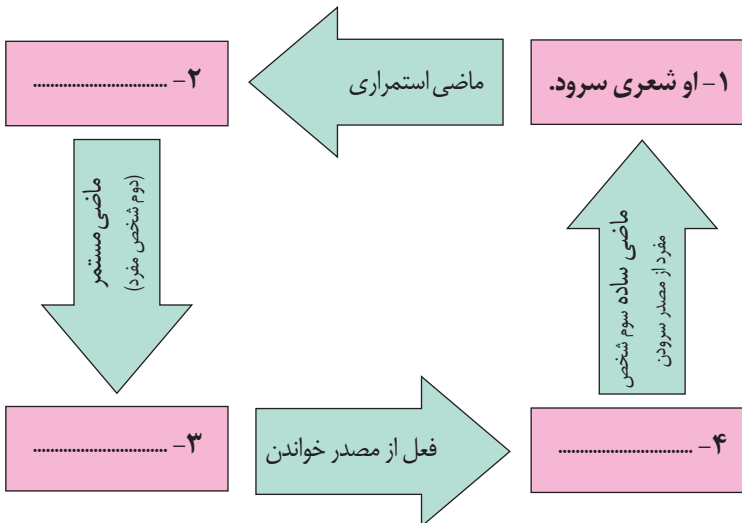 ۱- او شعری سرود.
ماضی استمراری
۲- ................................
ماضی مستمر
(دوم شخص مفرد)
۳- ................................
فعل از مصدر خواندن
۴- ................................
ماضی ساده سوم شخص
مفرد از مصدر سرودن